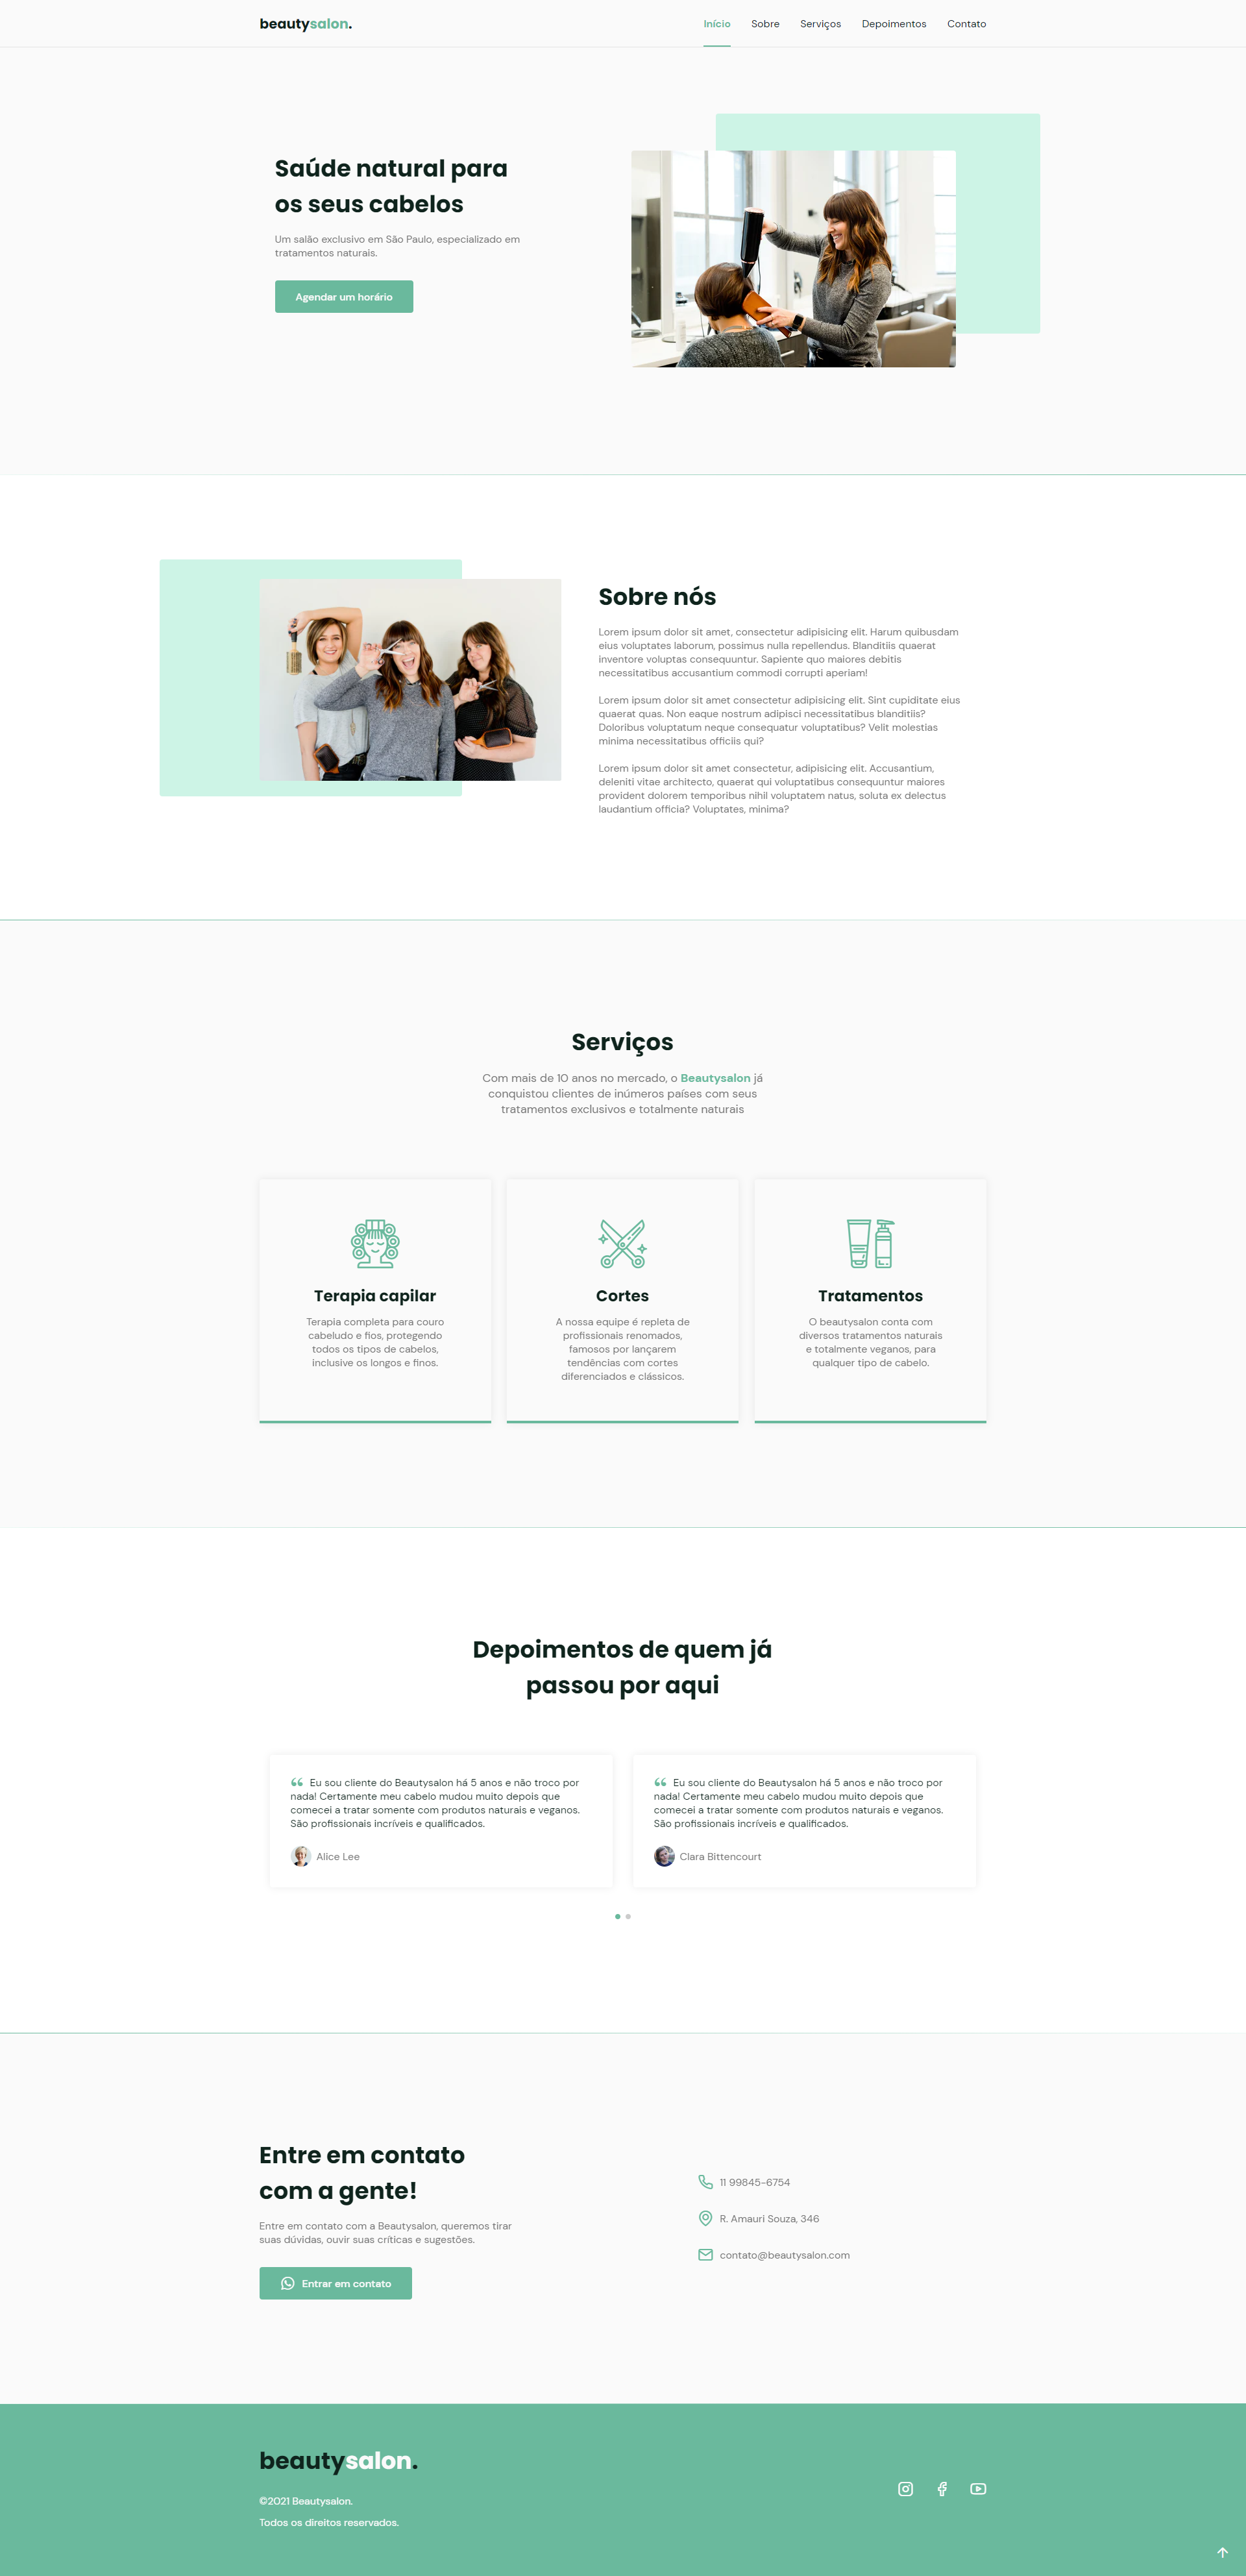 beautysalon.
Início Sobre Serviços Depoimentos Contato
Saúde natural para
os seus cabelos
Um salão exclusivo em São Paulo, especializado em
tratamentos naturais.
Agendar um horário
Sobre nós
Lorem ipsum dolor sit amet, consectetur adipisicing elit. Harum quibusdam
eius voluptates laborum, possimus nulla repellendus. Blanditiis quaerat
inventore voluptas consequuntur. Sapiente quo maiores debitis
necessitatibus accusantium commodi corrupti aperiam!
Lorem ipsum dolor sit amet consectetur adipisicing elit. Sint cupiditate eius
quaerat quas. Non eaque nostrum adipisci necessitatibus blanditiis?
Doloribus voluptatum neque consequatur voluptatibus? Velit molestias
minima necessitatibus officiis qui?
Lorem ipsum dolor sit amet consectetur, adipisicing elit. Accusantium,
deleniti vitae architecto, quaerat qui voluptatibus consequuntur maiores
provident dolorem temporibus nihil voluptatem natus, soluta ex delectus
laudantium officia? Voluptates, minima?
Serviços
Com mais de 10 anos no mercado, o Beautysalon já
conquistou clientes de inúmeros países com seus
tratamentos exclusivos e totalmente naturais
Terapia capilar
Terapia completa para couro
cabeludo e fios, protegendo
todos os tipos de cabelos,
inclusive os longos e finos.
Cortes
A nossa equipe é repleta de
profissionais renomados,
famosos por lançarem
tendências com cortes
diferenciados e clássicos.
Tratamentos
O beautysalon conta com
diversos tratamentos naturais
e totalmente veganos, para
qualquer tipo de cabelo.
Depoimentos de quem já
passou por aqui
“ Eu sou cliente do Beautysalon há 5 anos e não troco por
nada! Certamente meu cabelo mudou muito depois que
comecei a tratar somente com produtos naturais e veganos.
São profissionais incríveis e qualificados.
Alice Lee
“ Eu sou cliente do Beautysalon há 5 anos e não troco por
nada! Certamente meu cabelo mudou muito depois que
comecei a tratar somente com produtos naturais e veganos.
São profissionais incríveis e qualificados.
Clara Bittencourt
Entre em contato
com a gente!
Entre em contato com a Beautysalon, queremos tirar
suas dúvidas, ouvir suas críticas e sugestões.
Entrar em contato
11 99845-6754
R. Amauri Souza, 346
contato@beautysalon.com
beautysalon.
©2021 Beautysalon.
Todos os direitos reservados.